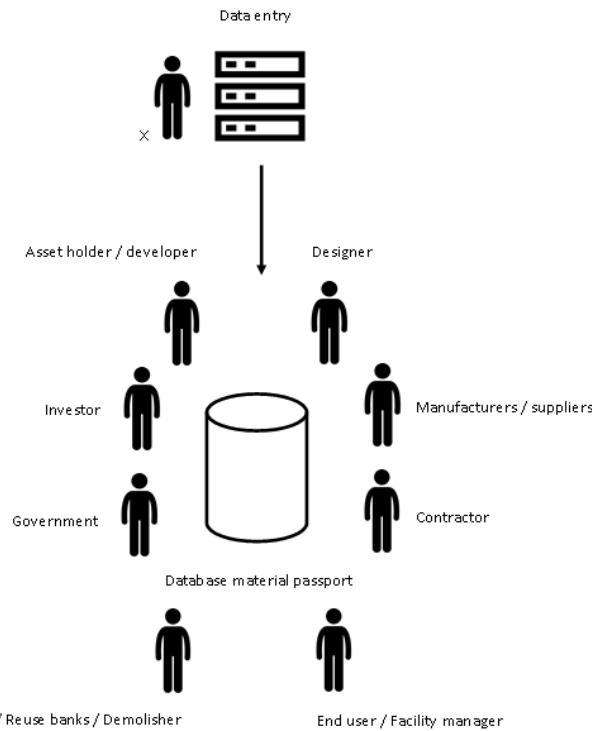 Data entry
X
Asset holder / developer
Designer
Investor
Manufacturers / suppliers
Government
Contractor
Database material passport
/ Reuse banks / Demolisher
End user / Facility manager